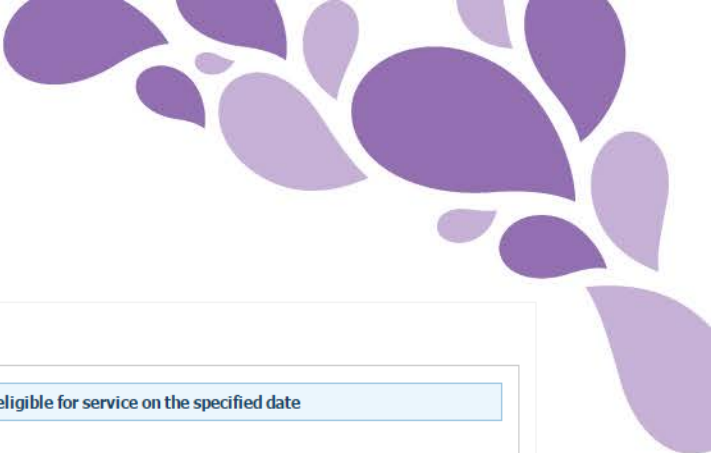 eligible for service on the specified date